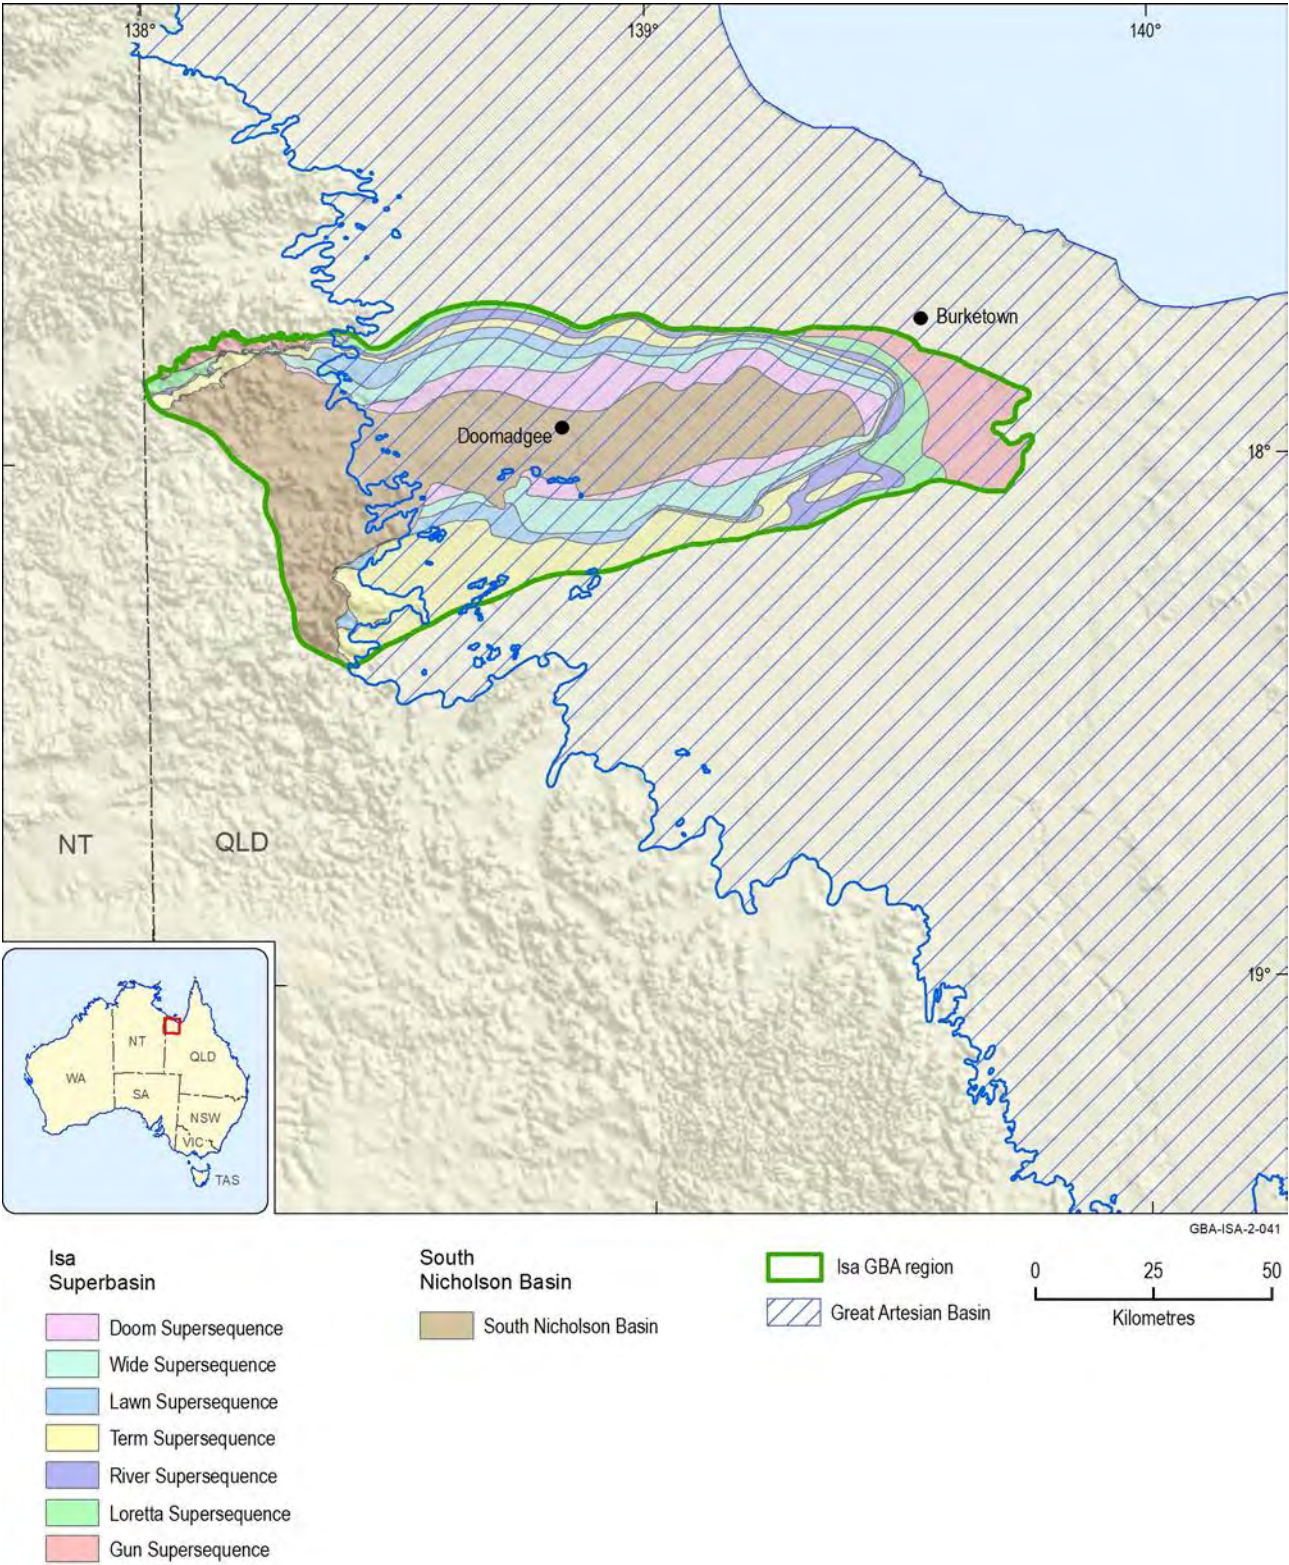 138°
139°
140°
Burketown
Doomadgee
18°
NT
QLD
19°
NT
QLD
WA
SA
NSW
VIC
TAS
GBA-ISA-2-041
Isa
Superbasin
Doom Supersequence
Wide Supersequence
Lawn Supersequence
Term Supersequence
River Supersequence
Loretta Supersequence
Gun Supersequence
South
Nicholson Basin
South Nicholson Basin
Isa GBA region
Great Artesian Basin
0 25 50
Kilometres